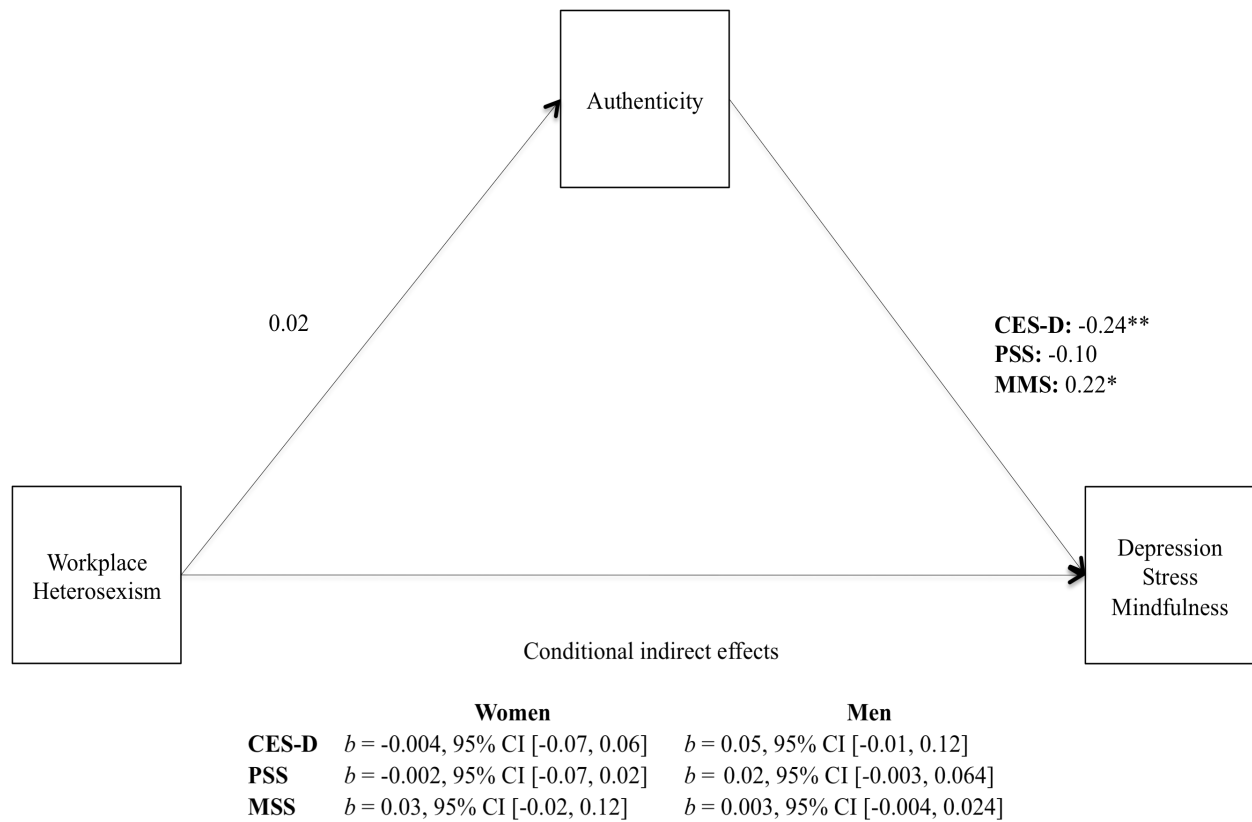 Authenticity
0.02
CES-D: -0.24**
PSS: -0.10
MMS: 0.22*
Workplace
Heterosexism
Depression
Stress
Mindfulness
Conditional indirect effects
Women Men
CES-D b = -0.004, 95% CI [-0.07, 0.06] b = 0.05, 95% CI [-0.01, 0.12]
PSS b = -0.002, 95% CI [-0.07, 0.02] b = 0.02, 95% CI [-0.003, 0.064]
MSS b = 0.03, 95% CI [-0.02, 0.12] b = 0.003, 95% CI [-0.004, 0.024]